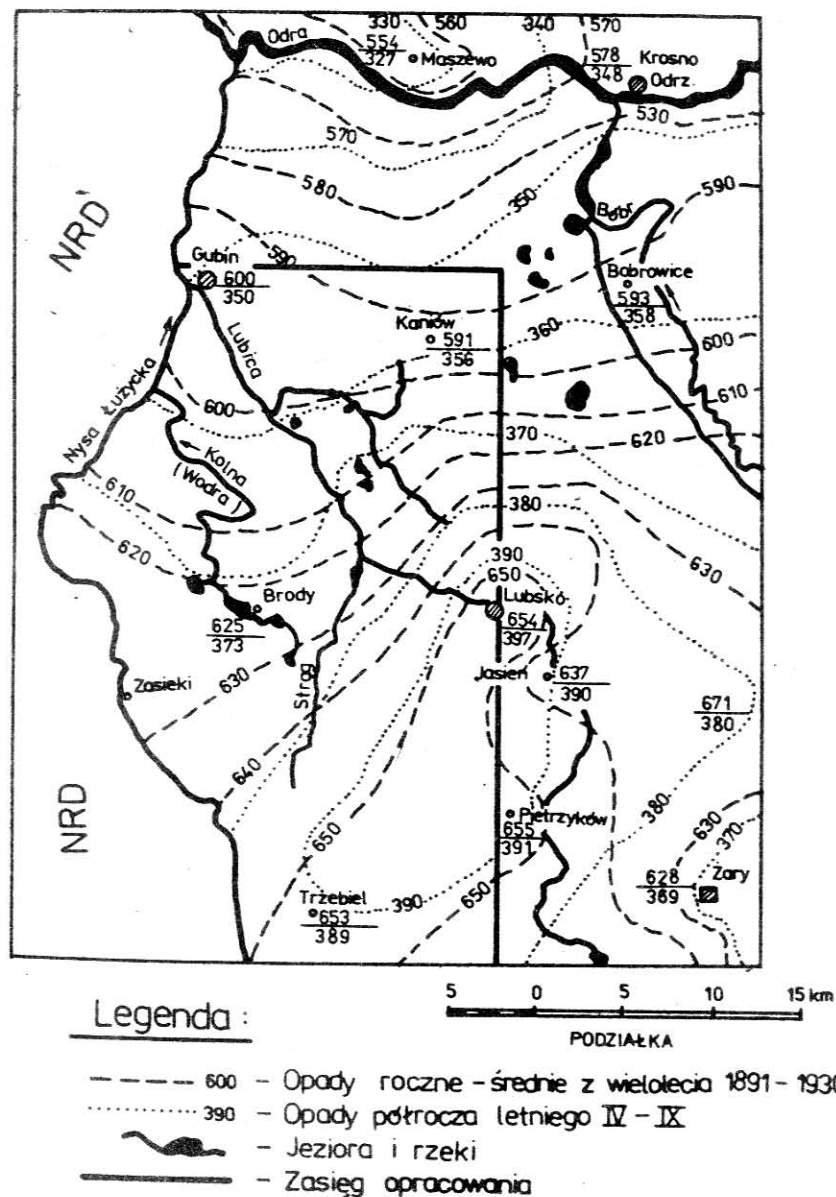 330
560
340
570
Odra
554
327
Maszewo
578
348
Krosno
Odrz.
530
570
580
350
590
NRD
Bóbr
Gubin
600
350
590
Bobrowice
593
358
Lubica
Kaniów
591
356
360
600
Nysa Łużycka
600
610
370
620
Kolna
(Wodra)
610
380
620
630
390
650
Brody
625
373
Lubsko
654
397
Jasień
637
390
Zasieki
630
Strąg
671
380
640
NRD
650
Pietrzyków
655
391
380
630
370
Zary
628
369
Trzebiel
653
389
390
650
5 0 5 10 15 km
PODZIAŁKA
Legenda :
600 – Opady roczne – średnie z wielolecia 1891 – 193
390 – Opady półrocza letniego IV – IX
– Jeziora i rzeki
– Zasięg opracowania